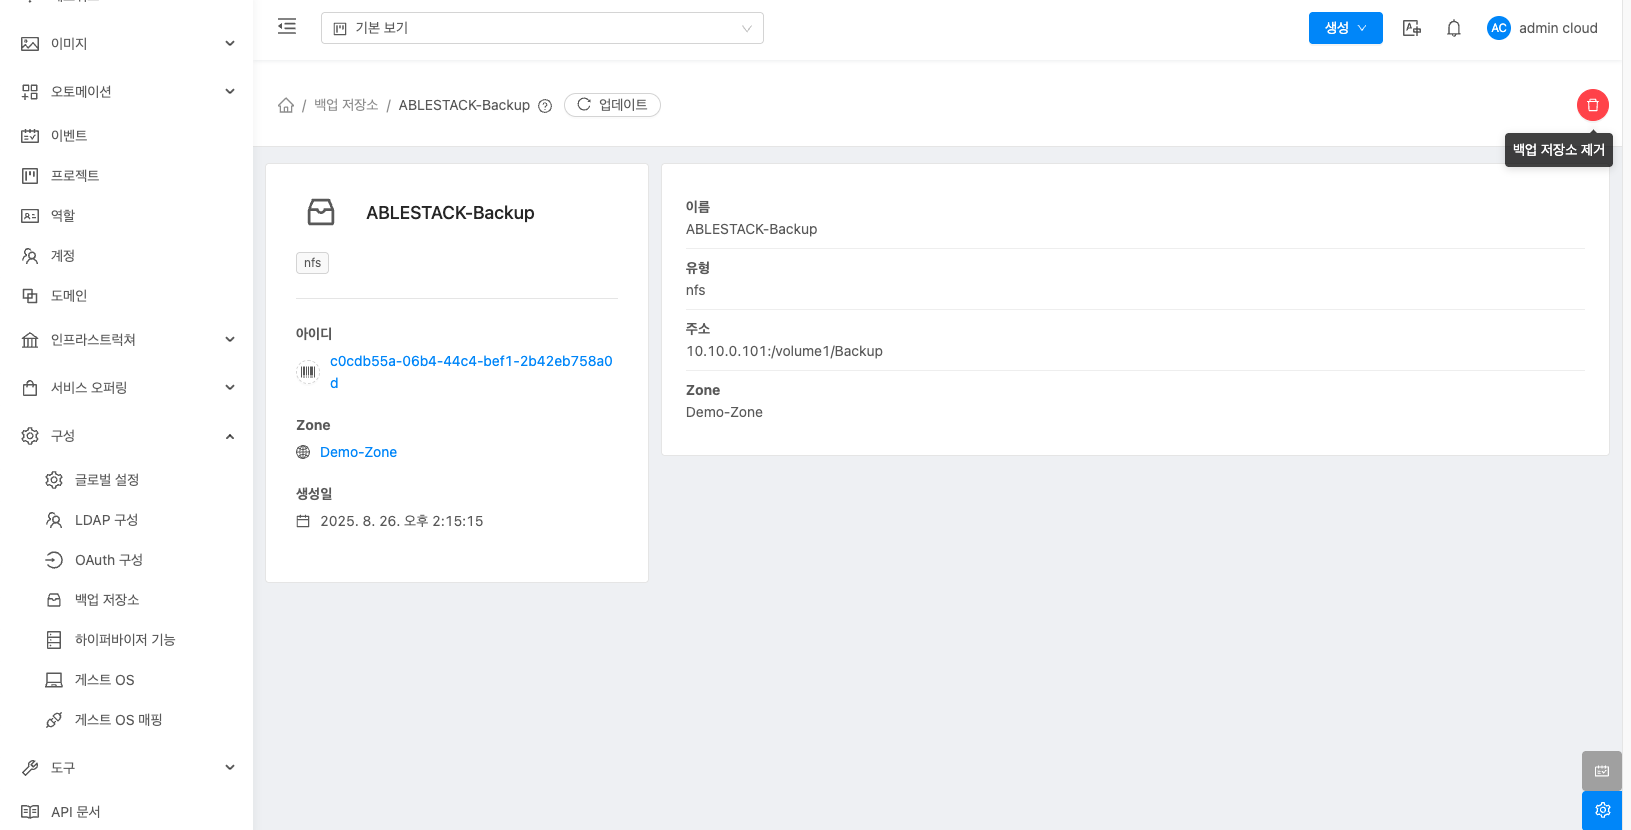 이미지
오토메이션
이벤트
프로젝트
역할
계정
도메인
인프라스트럭쳐
서비스 오퍼링
구성
글로벌 설정
LDAP 구성
OAuth 구성
백업 저장소
하이퍼바이저 기능
게스트 OS
게스트 OS 매핑
도구
API 문서
기본 보기
생성
AC admin cloud
/ 백업 저장소 / ABLESTACK-Backup 업데이트
백업 저장소 제거
ABLESTACK-Backup
nfs
아이디
c0cdb55a-06b4-44c4-bef1-2b42eb758a0
d
Zone
Demo-Zone
생성일
2025. 8. 26. 오후 2:15:15
이름
ABLESTACK-Backup
유형
nfs
주소
10.10.0.101:/volume1/Backup
Zone
Demo-Zone